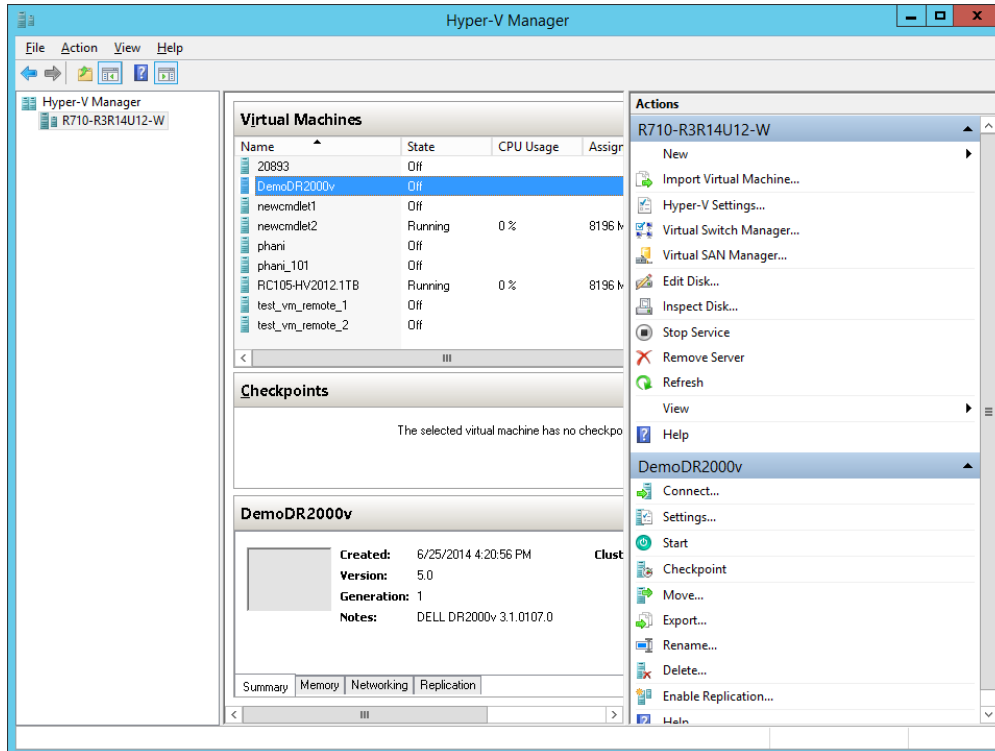 Hyper-V Manager
File Action View Help
Hyper-V Manager
R710-R3R14U12-W
Virtual Machines
Name State CPU Usage Assign
20893 Off
DemoDR2000v Off
newcmdlet1 Off
newcmdlet2 Running 0 % 8196 M
phani Off
phani_101 Off
RC105-HV2012.1TB Running 0 % 8196 M
test_vm_remote_1 Off
test_vm_remote_2 Off
Checkpoints
The selected virtual machine has no checkpo
DemoDR2000v
Created: 6/25/2014 4:20:56 PM Clust
Version: 5.0
Generation: 1
Notes: DELL DR2000v 3.1.0107.0
Summary Memory Networking Replication
Actions
R710-R3R14U12-W
New
Import Virtual Machine...
Hyper-V Settings...
Virtual Switch Manager...
Virtual SAN Manager...
Edit Disk...
Inspect Disk...
Stop Service
Remove Server
Refresh
View
Help
DemoDR2000v
Connect...
Settings...
Start
Checkpoint
Move...
Export...
Rename...
Delete...
Enable Replication...
Help